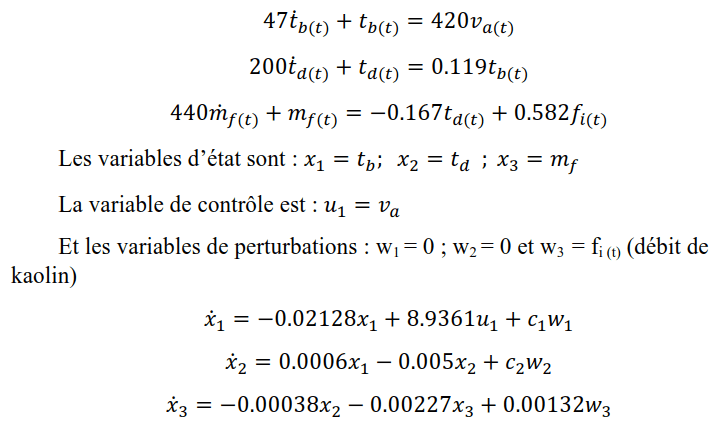 47ṫ_b(t) + t_b(t) = 420v_a(t)
200ṫ_d(t) + t_d(t) = 0.119t_b(t)
440ṁ_f(t) + m_f(t) = −0.167t_d(t) + 0.582f_i(t)
Les variables d’état sont : x₁ = t_b; x₂ = t_d ; x₃ = m_f
La variable de contrôle est : u₁ = v_a
Et les variables de perturbations : w₁ = 0 ; w₂ = 0 et w₃ = f_i (t) (débit de
kaolin)
ẋ₁ = −0.02128x₁ + 8.9361u₁ + c₁w₁
ẋ₂ = 0.0006x₁ − 0.005x₂ + c₂w₂
ẋ₃ = −0.00038x₂ − 0.00227x₃ + 0.00132w₃